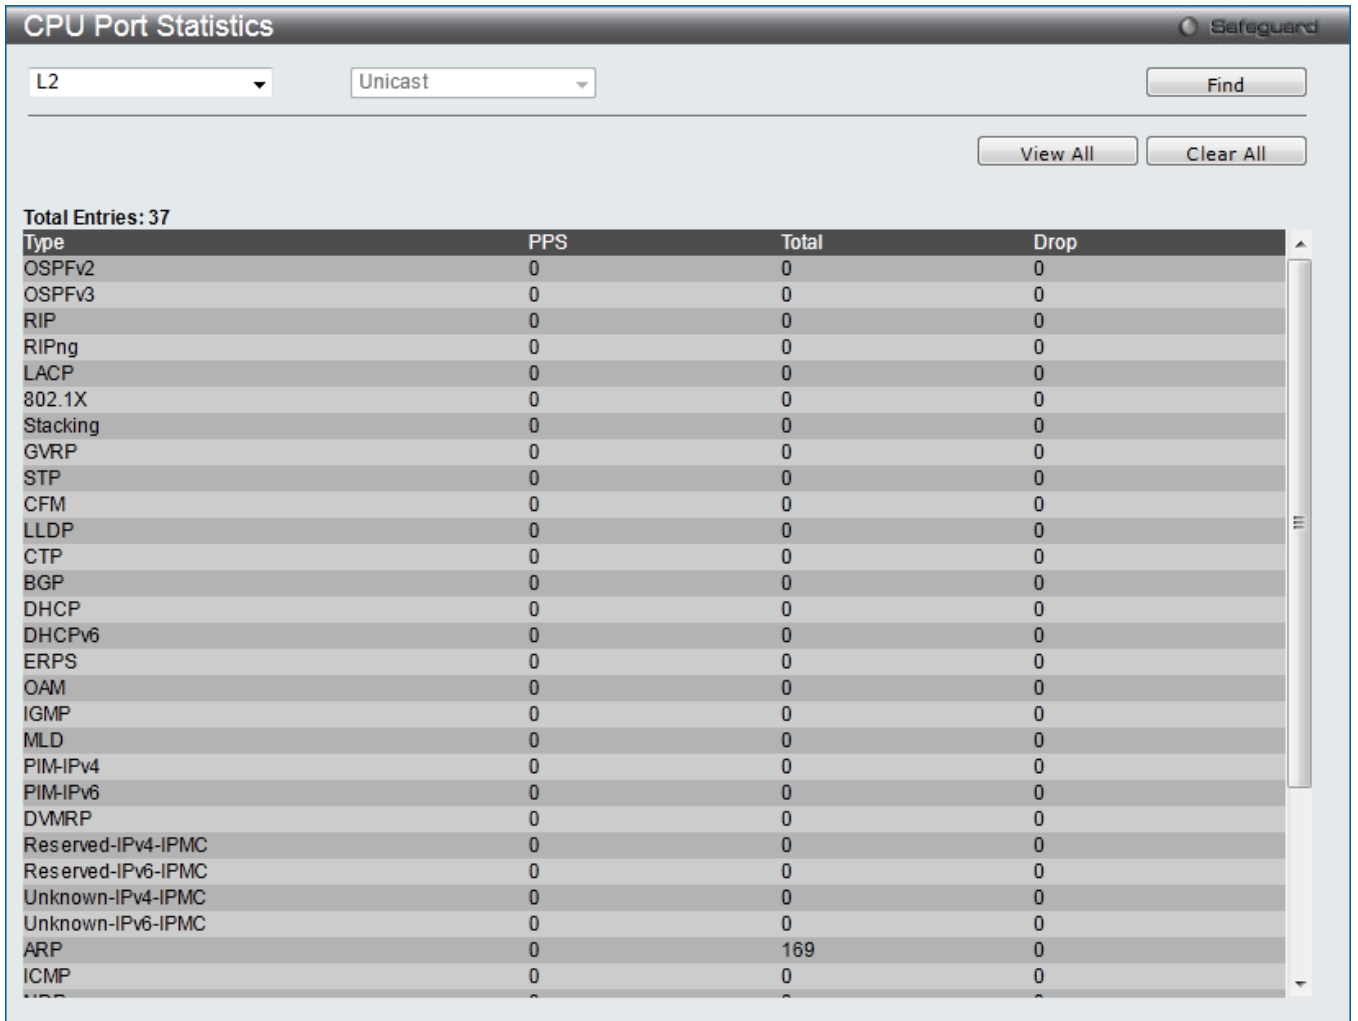 CPU Port Statistics Safeguard
L2 Unicast Find
View All Clear All
Total Entries: 37
Type PPS Total Drop
OSPFv2 0 0 0
OSPFv3 0 0 0
RIP 0 0 0
RIPng 0 0 0
LACP 0 0 0
802.1X 0 0 0
Stacking 0 0 0
GVRP 0 0 0
STP 0 0 0
CFM 0 0 0
LLDP 0 0 0
CTP 0 0 0
BGP 0 0 0
DHCP 0 0 0
DHCPv6 0 0 0
ERPS 0 0 0
OAM 0 0 0
IGMP 0 0 0
MLD 0 0 0
PIM-IPv4 0 0 0
PIM-IPv6 0 0 0
DVMRP 0 0 0
Reserved-IPv4-IPMC 0 0 0
Reserved-IPv6-IPMC 0 0 0
Unknown-IPv4-IPMC 0 0 0
Unknown-IPv6-IPMC 0 0 0
ARP 0 169 0
ICMP 0 0 0